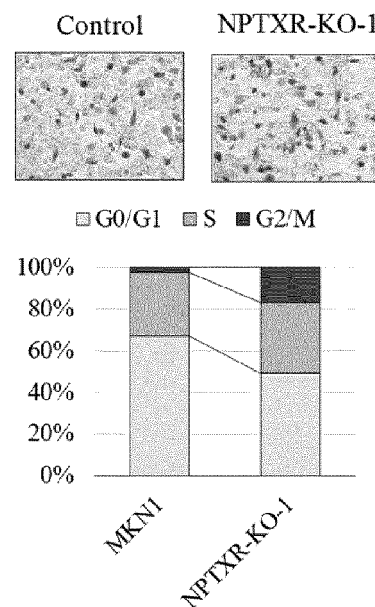 Control NPTXR-KO-1
G0/G1 S G2/M
100%
80%
60%
40%
20%
0%
MKN1
NPTXR-KO-1